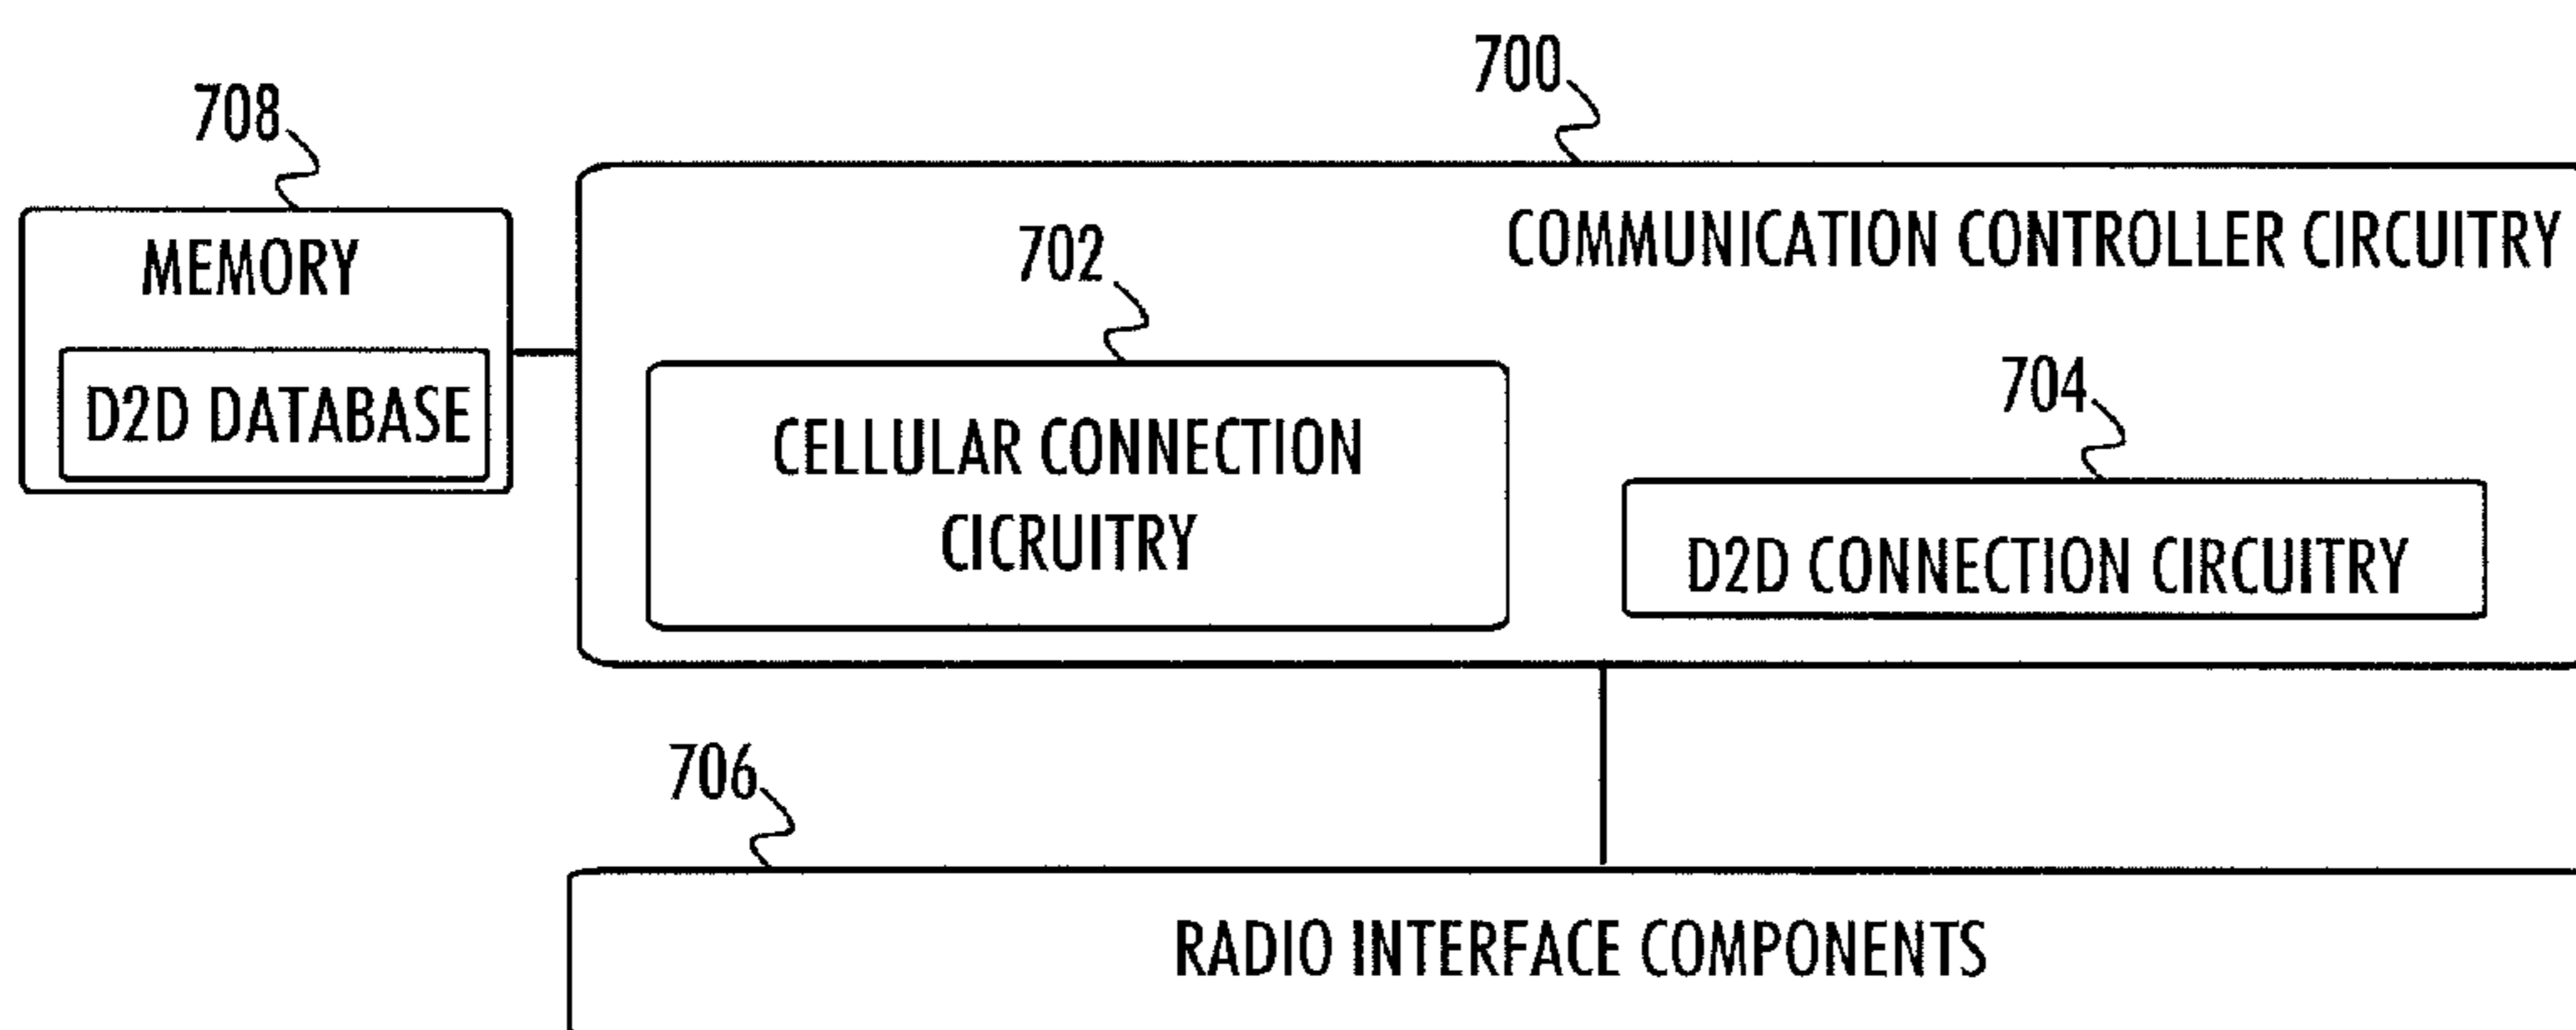 700
708
MEMORY
COMMUNICATION CONTROLLER CIRCUITRY
702
D2D DATABASE
704
CELLULAR CONNECTION
CICRUITRY
D2D CONNECTION CIRCUITRY
706
RADIO INTERFACE COMPONENTS